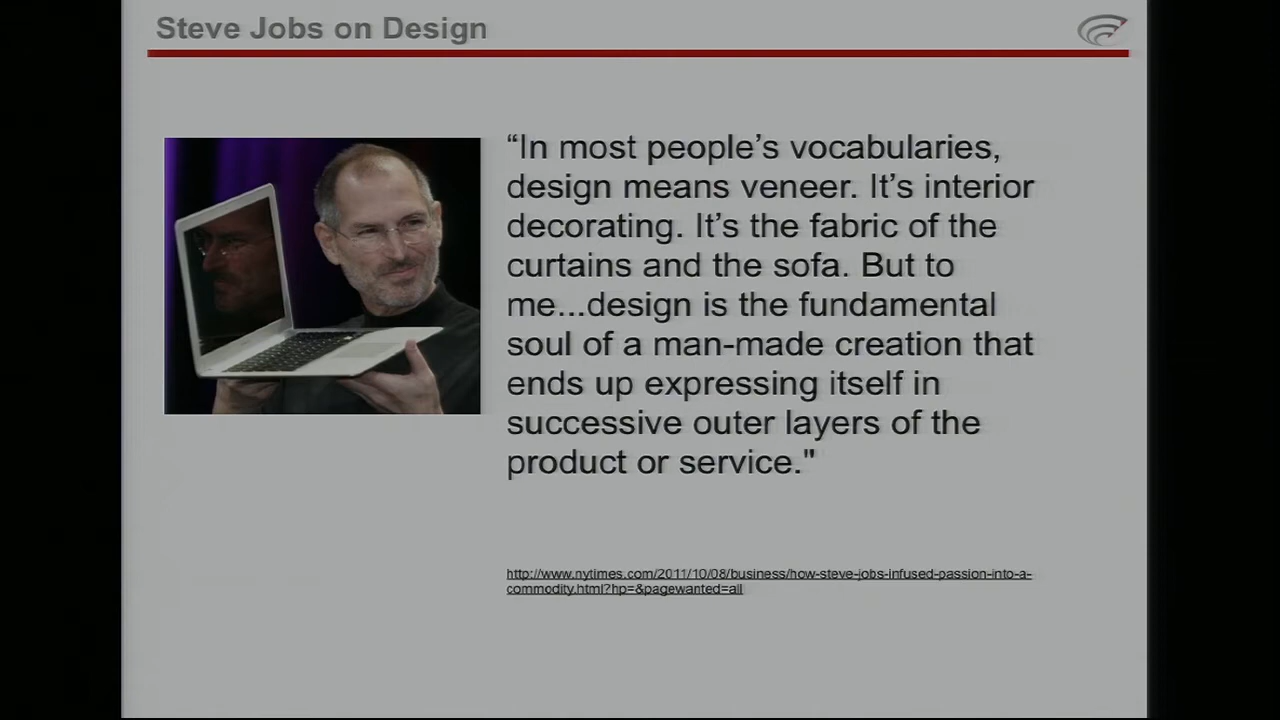 Steve Jobs on Design
“In most people’s vocabularies,
design means veneer. It’s interior
decorating. It’s the fabric of the
curtains and the sofa. But to
me...design is the fundamental
soul of a man-made creation that
ends up expressing itself in
successive outer layers of the
product or service."
http://www.nytimes.com/2011/10/08/business/how-steve-jobs-infused-passion-into-a-
commodity.html?hp=&pagewanted=all